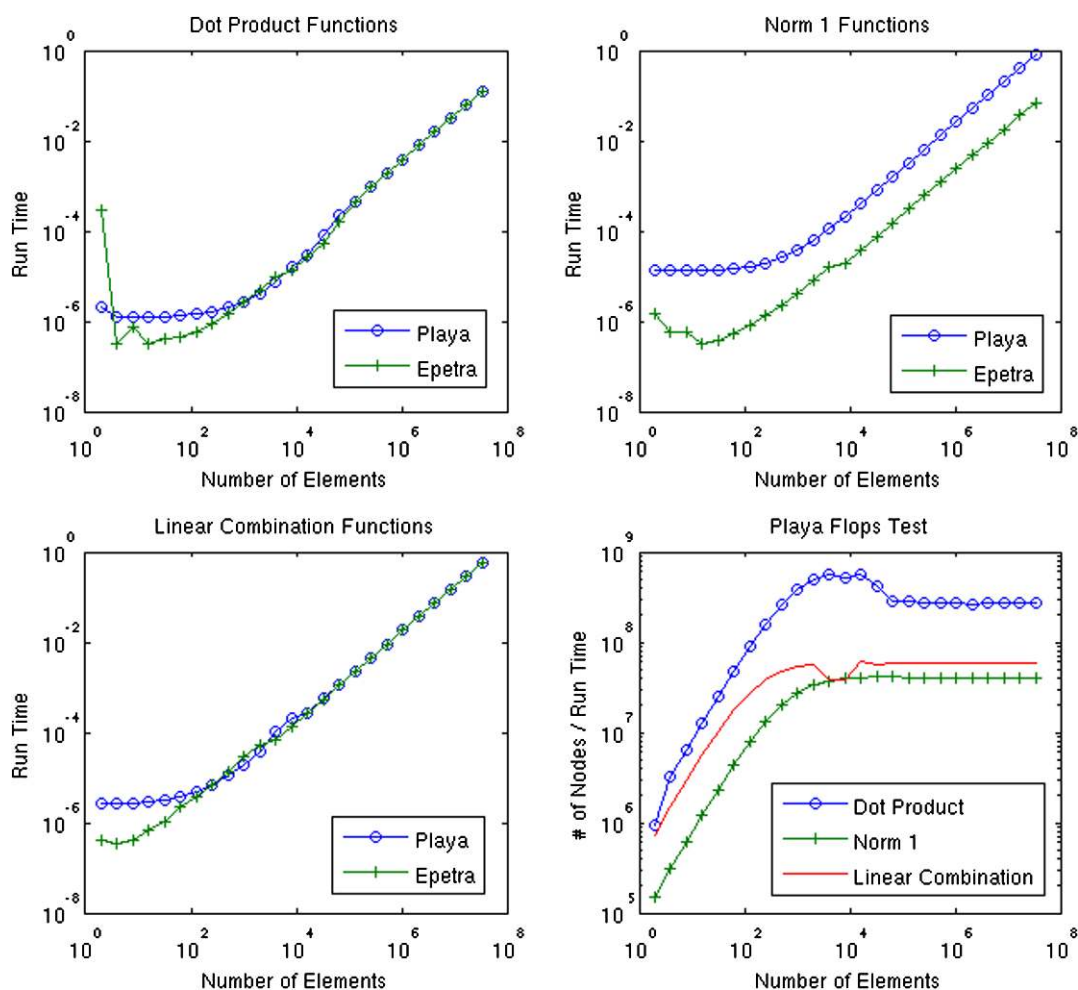 Dot Product Functions
10^0
10^-2
10^-4
10^-6
10^-8
Run Time
Playa
Epetra
10^0 10^2 10^4 10^6 10^8
Number of Elements
Norm 1 Functions
10^0
10^-2
10^-4
10^-6
10^-8
Run Time
Playa
Epetra
10^0 10^2 10^4 10^6 10^8
Number of Elements
Linear Combination Functions
10^0
10^-2
10^-4
10^-6
10^-8
Run Time
Playa
Epetra
10^0 10^2 10^4 10^6 10^8
Number of Elements
Playa Flops Test
10^9
10^8
10^7
10^6
10^5
# of Nodes / Run Time
Dot Product
Norm 1
Linear Combination
10^0 10^2 10^4 10^6 10^8
Number of Elements